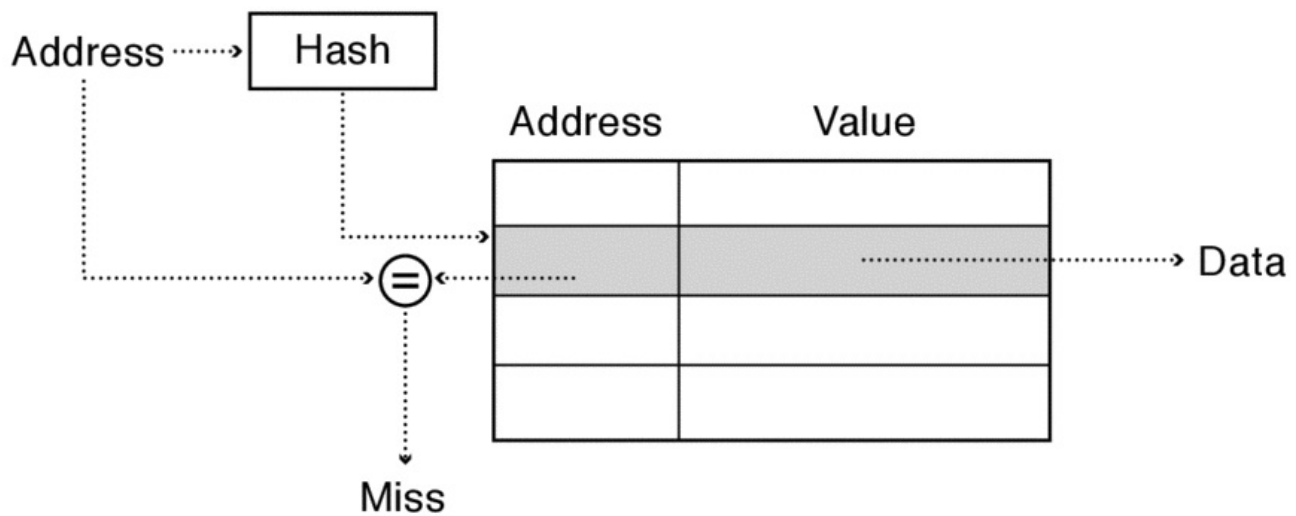 Address
Hash
Address
Value
=
Data
Miss